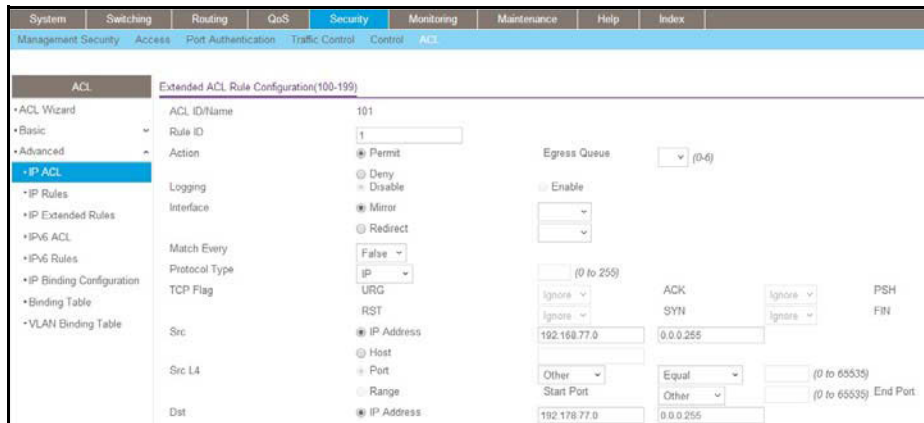 System Switching Routing QoS Security Monitoring Maintenance Help Index
Management Security Access Port Authentication Traffic Control Control ACL
ACL
• ACL Wizard
• Basic
• Advanced
• IP ACL
• IP Rules
• IP Extended Rules
• IPv6 ACL
• IPv6 Rules
• IP Binding Configuration
• Binding Table
• VLAN Binding Table
Extended ACL Rule Configuration(100-199)
ACL ID/Name 101
Rule ID 1
Action Permit Egress Queue (0-6)
Deny
Logging Disable Enable
Interface Mirror
Redirect
Match Every False
Protocol Type IP (0 to 255)
TCP Flag URG Ignore ACK Ignore PSH
RST Ignore SYN Ignore FIN
Src IP Address 192.168.77.0 0.0.0.255
Host
Src L4 Port Other Equal (0 to 65535)
Range Start Port Other (0 to 65535) End Port
Dst IP Address 192.178.77.0 0.0.0.255